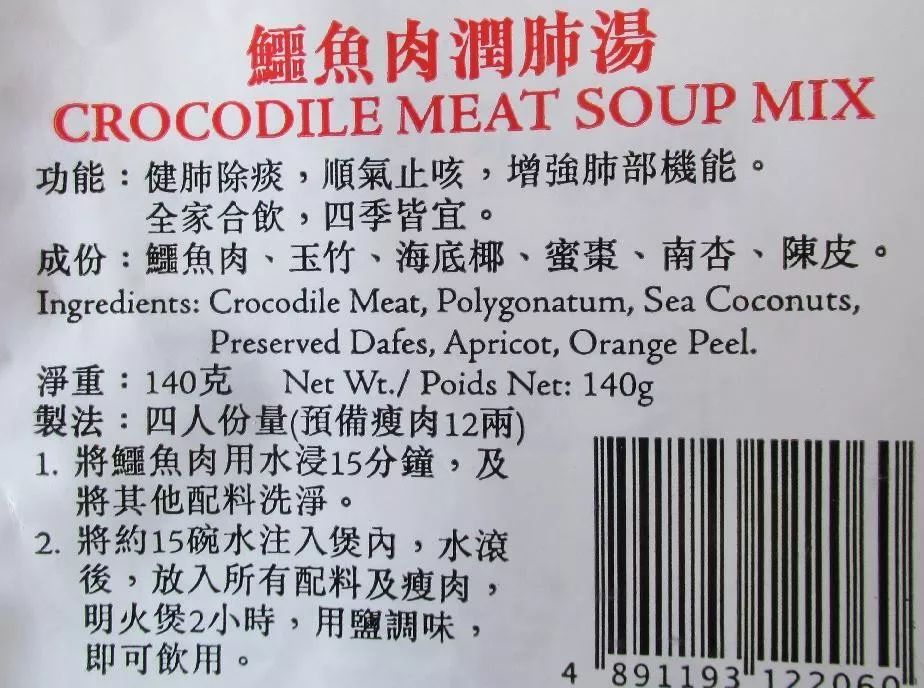 鱷魚肉潤肺湯
CROCODILE MEAT SOUP MIX
功能：健肺除痰，順氣止咳，增強肺部機能。
全家合飲，四季皆宜。
成份：鱷魚肉、玉竹、海底椰、蜜棗、南杏、陳皮。
Ingredients: Crocodile Meat, Polygonatum, Sea Coconuts,
Preserved Dafes, Apricot, Orange Peel.
淨重：140克 Net Wt./ Poids Net: 140g
製法：四人份量(預備瘦肉12兩)
1. 將鱷魚肉用水浸15分鐘，及
將其他配料洗淨。
2. 將約15碗水注入煲內，水滾
後，放入所有配料及瘦肉，
明火煲2小時，用鹽調味，
即可飲用。
4 891193 122060